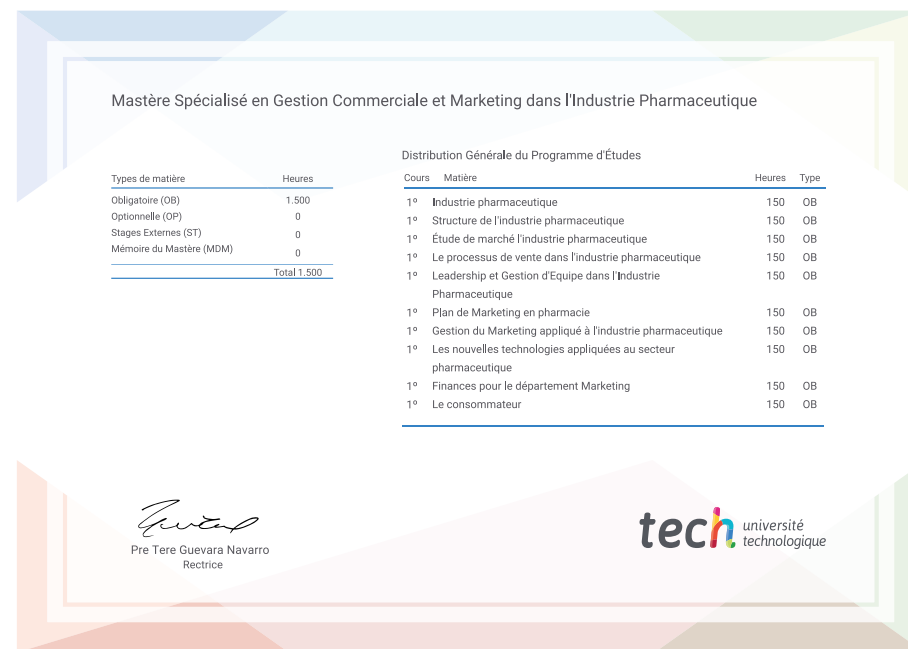 Mastère Spécialisé en Gestion Commerciale et Marketing dans l'Industrie Pharmaceutique
Types de matière Heures
Obligatoire (OB) 1.500
Optionnelle (OP) 0
Stages Externes (ST) 0
Mémoire du Mastère (MDM) 0
Total 1.500
Distribution Générale du Programme d'Études
Cours Matière Heures Type
1º Industrie pharmaceutique 150 OB
1º Structure de l'industrie pharmaceutique 150 OB
1º Étude de marché l'industrie pharmaceutique 150 OB
1º Le processus de vente dans l'industrie pharmaceutique 150 OB
1º Leadership et Gestion d'Equipe dans l'Industrie 150 OB
Pharmaceutique
1º Plan de Marketing en pharmacie 150 OB
1º Gestion du Marketing appliqué à l'industrie pharmaceutique 150 OB
1º Les nouvelles technologies appliquées au secteur 150 OB
pharmaceutique
1º Finances pour le département Marketing 150 OB
1º Le consommateur 150 OB
Pre Tere Guevara Navarro
Rectrice
tech université
technologique